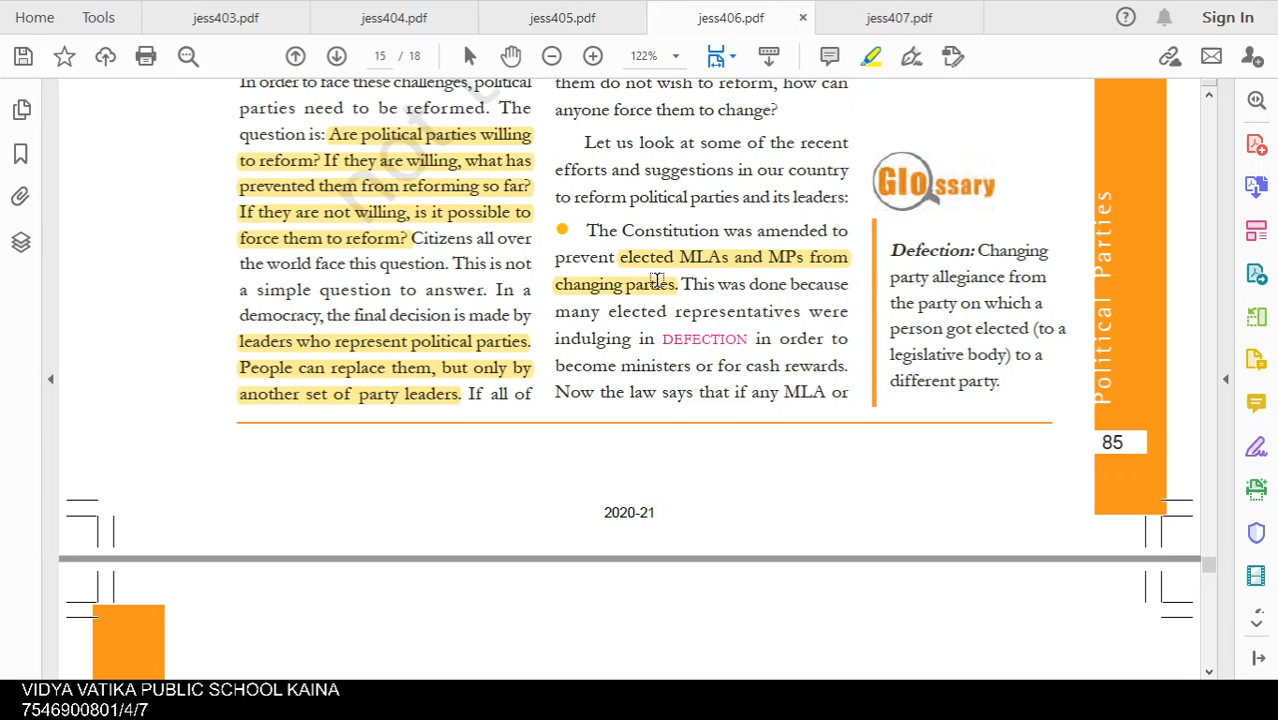 Home Tools jess403.pdf jess404.pdf jess405.pdf jess406.pdf × jess407.pdf Sign In
15 / 18 122%
In order to face these challenges, political
parties need to be reformed. The
question is: Are political parties willing
to reform? If they are willing, what has
prevented them from reforming so far?
If they are not willing, is it possible to
force them to reform? Citizens all over
the world face this question. This is not
a simple question to answer. In a
democracy, the final decision is made by
leaders who represent political parties.
People can replace them, but only by
another set of party leaders. If all of
them do not wish to reform, how can
anyone force them to change?
Let us look at some of the recent
efforts and suggestions in our country
to reform political parties and its leaders:
● The Constitution was amended to
prevent elected MLAs and MPs from
changing parties. This was done because
many elected representatives were
indulging in DEFECTION in order to
become ministers or for cash rewards.
Now the law says that if any MLA or
Glossary
Defection: Changing
party allegiance from
the party on which a
person got elected (to a
legislative body) to a
different party.
Political Parties
85
not
2020-21
VIDYA VATIKA PUBLIC SCHOOL KAINA
7546900801/4/7